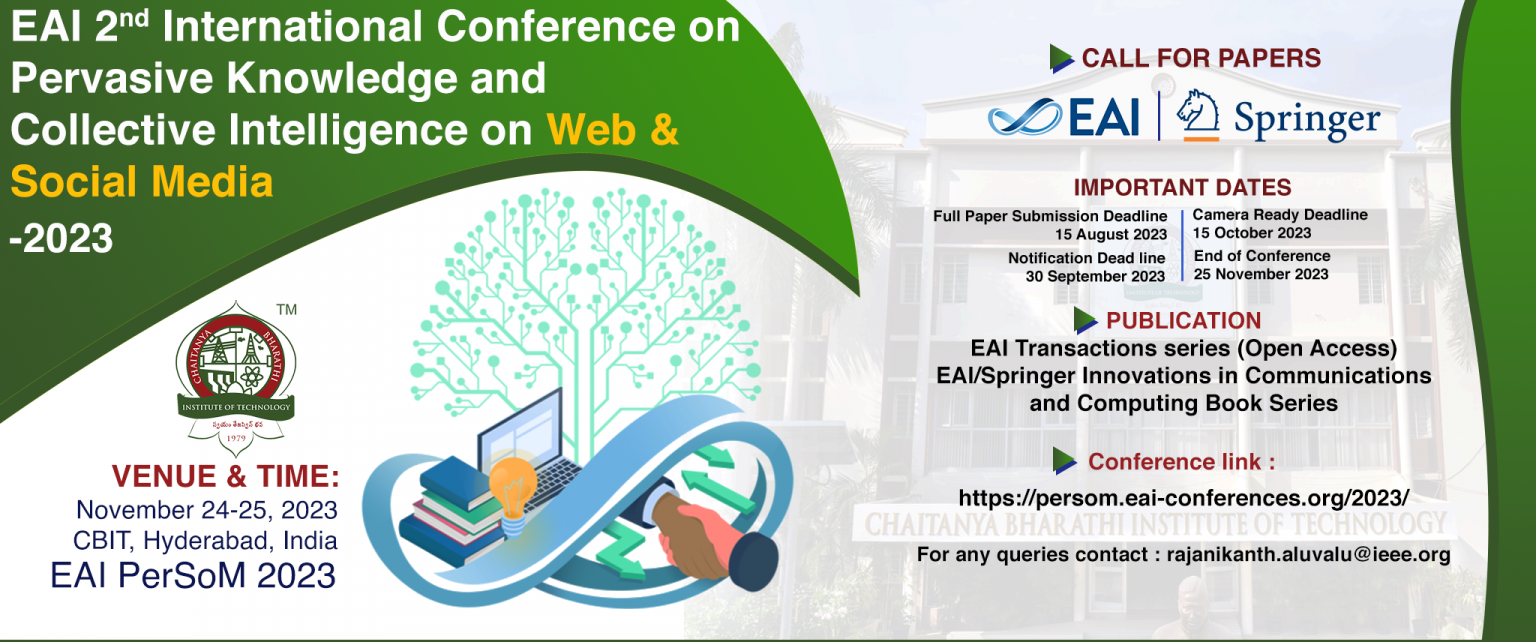 EAI 2nd International Conference on
Pervasive Knowledge and
Collective Intelligence on Web &
Social Media
-2023
TM
CHAITANYA BHARATHI
INSTITUTE OF TECHNOLOGY
స్వయం తేజస్విన్ భవ
1979
VENUE & TIME:
November 24-25, 2023
CBIT, Hyderabad, India
EAI PerSoM 2023
CALL FOR PAPERS
EAI | Springer
IMPORTANT DATES
Full Paper Submission Deadline
15 August 2023
Notification Dead line
30 September 2023
Camera Ready Deadline
15 October 2023
End of Conference
25 November 2023
PUBLICATION
EAI Transactions series (Open Access)
EAI/Springer Innovations in Communications
and Computing Book Series
Conference link :
https://persom.eai-conferences.org/2023/
CHAITANYA BHARATHI INSTITUTE OF TECHNOLOGY
For any queries contact : rajanikanth.aluvalu@ieee.org